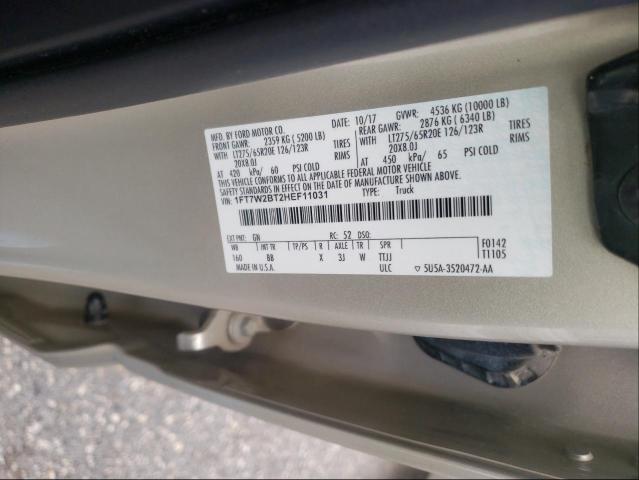 MFD. BY FORD MOTOR CO.
DATE: 10/17 GVWR: 4536 KG (10000 LB)
FRONT GAWR: 2359 KG ( 5200 LB) REAR GAWR: 2876 KG ( 6340 LB)
WITH LT275/65R20E 126/123R TIRES WITH LT275/65R20E 126/123R TIRES
20X8.0J RIMS 20X8.0J RIMS
AT 420 kPa/ 60 PSI COLD AT 450 kPa/ 65 PSI COLD
THIS VEHICLE CONFORMS TO ALL APPLICABLE FEDERAL MOTOR VEHICLE
SAFETY STANDARDS IN EFFECT ON THE DATE OF MANUFACTURE SHOWN ABOVE.
VIN: 1FT7W2BT2HEF11031 TYPE: Truck
EXT PNT: GN RC: 52 DSO: F0142
WB INT TR TP/PS R AXLE TR SPR T1105
160 BB X 3J W TTJJ
MADE IN U.S.A. ULC 5U5A-3520472-AA